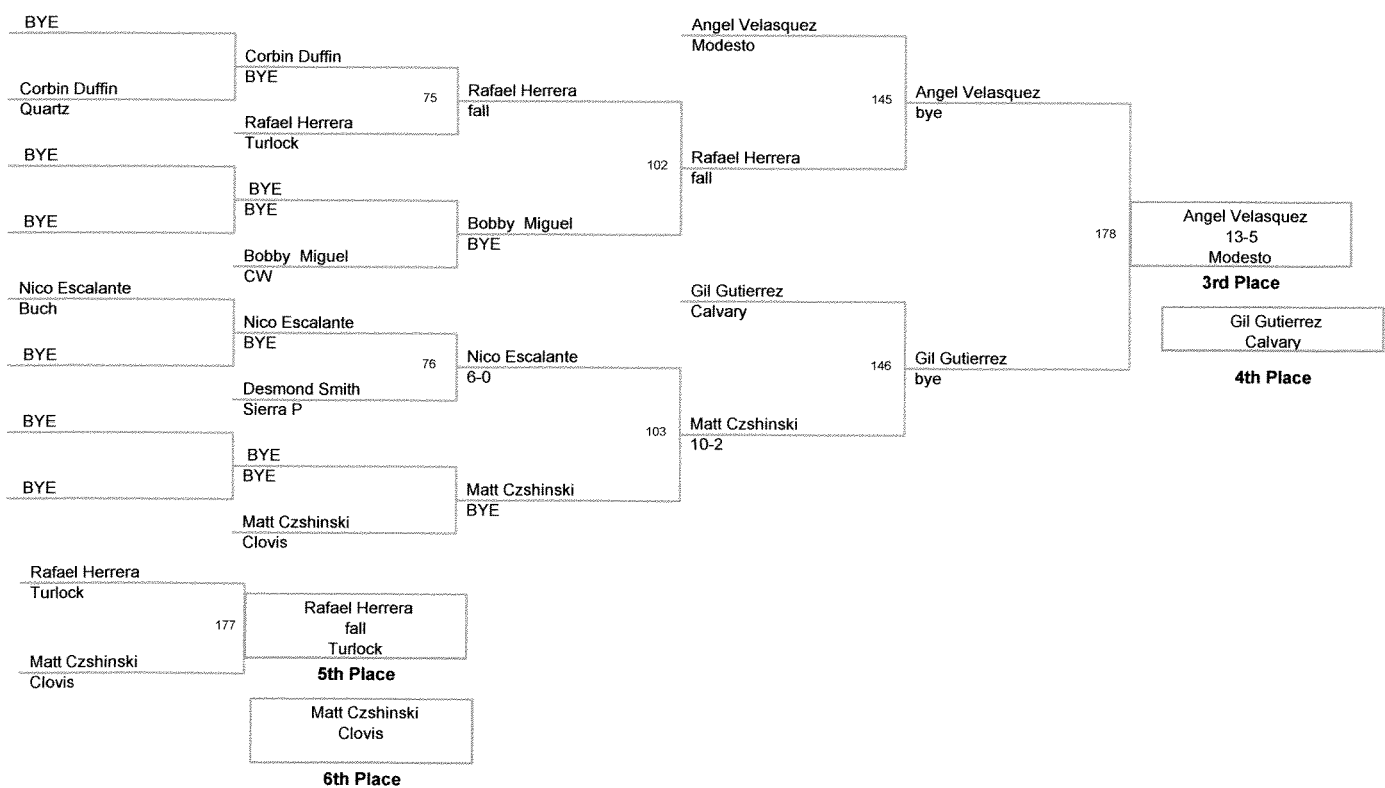 BYE
Corbin Duffin
Quartz
BYE
BYE
Nico Escalante
Buch
BYE
BYE
BYE
Corbin Duffin
BYE
75
Rafael Herrera
Turlock
BYE
BYE
Bobby Miguel
CW
Nico Escalante
BYE
76
Desmond Smith
Sierra P
BYE
BYE
Matt Czshinski
Clovis
Rafael Herrera
fall
102
Bobby Miguel
BYE
Nico Escalante
6-0
103
Matt Czshinski
BYE
Angel Velasquez
Modesto
145
Rafael Herrera
fall
Gil Gutierrez
Calvary
146
Matt Czshinski
10-2
Angel Velasquez
bye
178
Gil Gutierrez
bye
Angel Velasquez
13-5
Modesto
3rd Place
Gil Gutierrez
Calvary
4th Place
Rafael Herrera
Turlock
177
Matt Czshinski
Clovis
Rafael Herrera
fall
Turlock
5th Place
Matt Czshinski
Clovis
6th Place